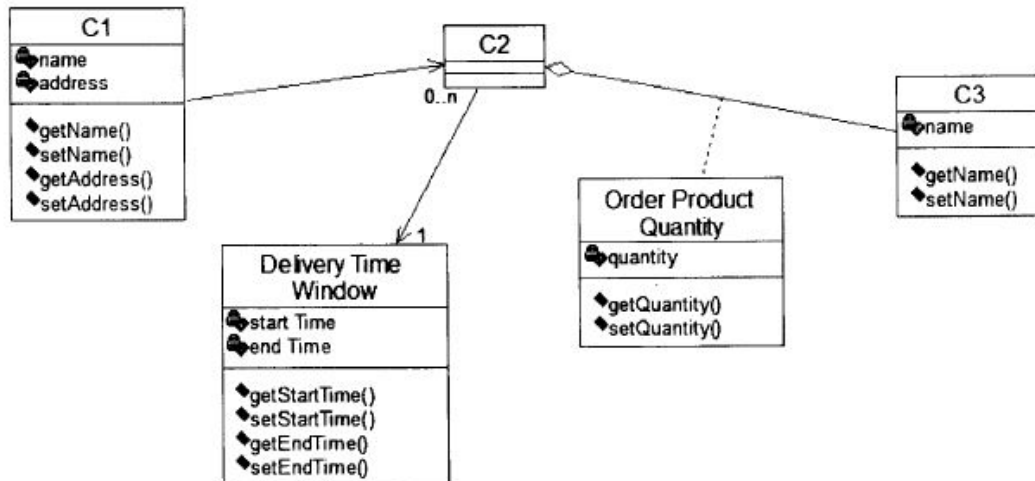 C1
name
address
getName()
setName()
getAddress()
setAddress()
C2
0..n
1
C3
name
getName()
setName()
Order Product
Quantity
quantity
getQuantity()
setQuantity()
Delivery Time
Window
start Time
end Time
getStartTime()
setStartTime()
getEndTime()
setEndTime()